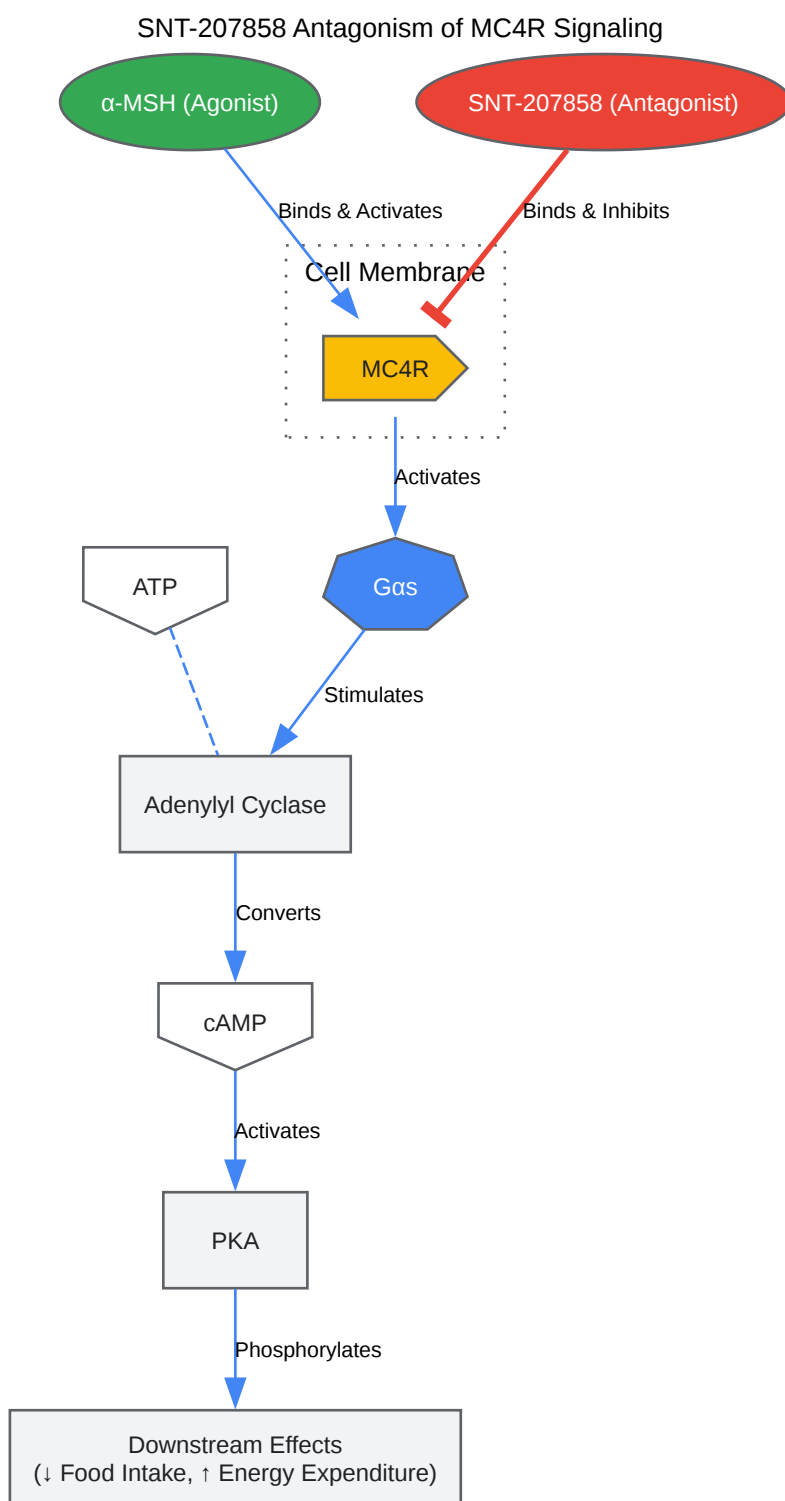 SNT-207858 Antagonism of MC4R Signaling
α-MSH (Agonist)
SNT-207858 (Antagonist)
Binds & Activates
Binds & Inhibits
Cell Membrane
MC4R
Activates
ATP
Gαs
Stimulates
Adenylyl Cyclase
Converts
cAMP
Activates
PKA
Phosphorylates
Downstream Effects
(↓ Food Intake, ↑ Energy Expenditure)